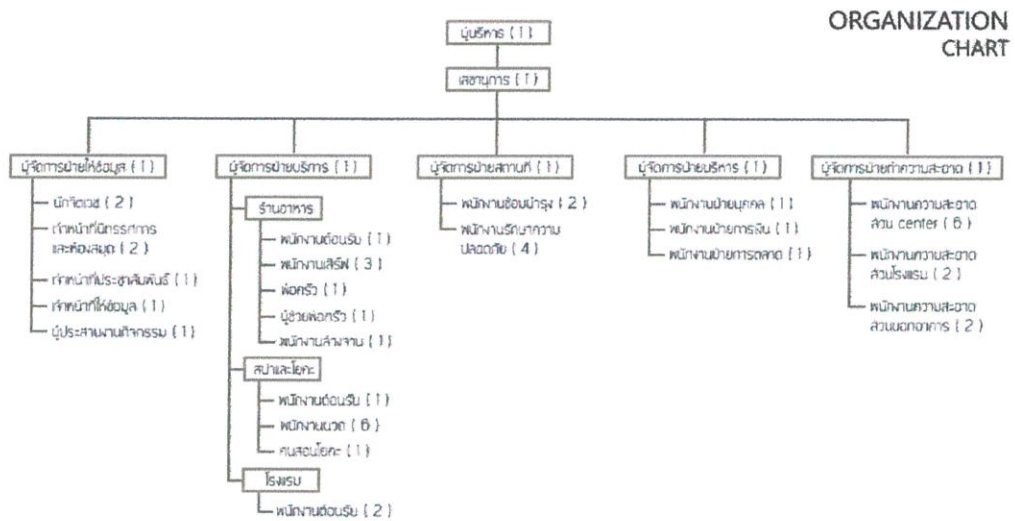 ORGANIZATION
CHART
ผู้บริหาร ( 1 )
เลขานุการ ( 1 )
ผู้จัดการฝ่ายให้ข้อมูล ( 1 )
นักจิตเวช ( 2 )
เจ้าหน้าที่นิทรรศการ
และห้องสมุด ( 2 )
เจ้าหน้าที่ประชาสัมพันธ์ ( 1 )
เจ้าหน้าที่ให้ข้อมูล ( 1 )
ผู้ประสานงานกิจกรรม ( 1 )
ผู้จัดการฝ่ายบริการ ( 1 )
ร้านอาหาร
พนักงานต้อนรับ ( 1 )
พนักงานเสิร์ฟ ( 3 )
พ่อครัว ( 1 )
ผู้ช่วยพ่อครัว ( 1 )
พนักงานล้างจาน ( 1 )
สปาและโยคะ
พนักงานต้อนรับ ( 1 )
พนักงานนวด ( 6 )
คนสอนโยคะ ( 1 )
โรงแรม
พนักงานต้อนรับ ( 2 )
ผู้จัดการฝ่ายสถานที่ ( 1 )
พนักงานซ่อมบำรุง ( 2 )
พนักงานรักษาความ
ปลอดภัย ( 4 )
ผู้จัดการฝ่ายบริหาร ( 1 )
พนักงานฝ่ายบุคคล ( 1 )
พนักงานฝ่ายการเงิน ( 1 )
พนักงานฝ่ายการตลาด ( 1 )
ผู้จัดการฝ่ายทำความสะอาด ( 1 )
พนักงานความสะอาด
ส่วน center ( 6 )
พนักงานความสะอาด
ส่วนโรงแรม ( 2 )
พนักงานความสะอาด
ส่วนนอกอาคาร ( 2 )